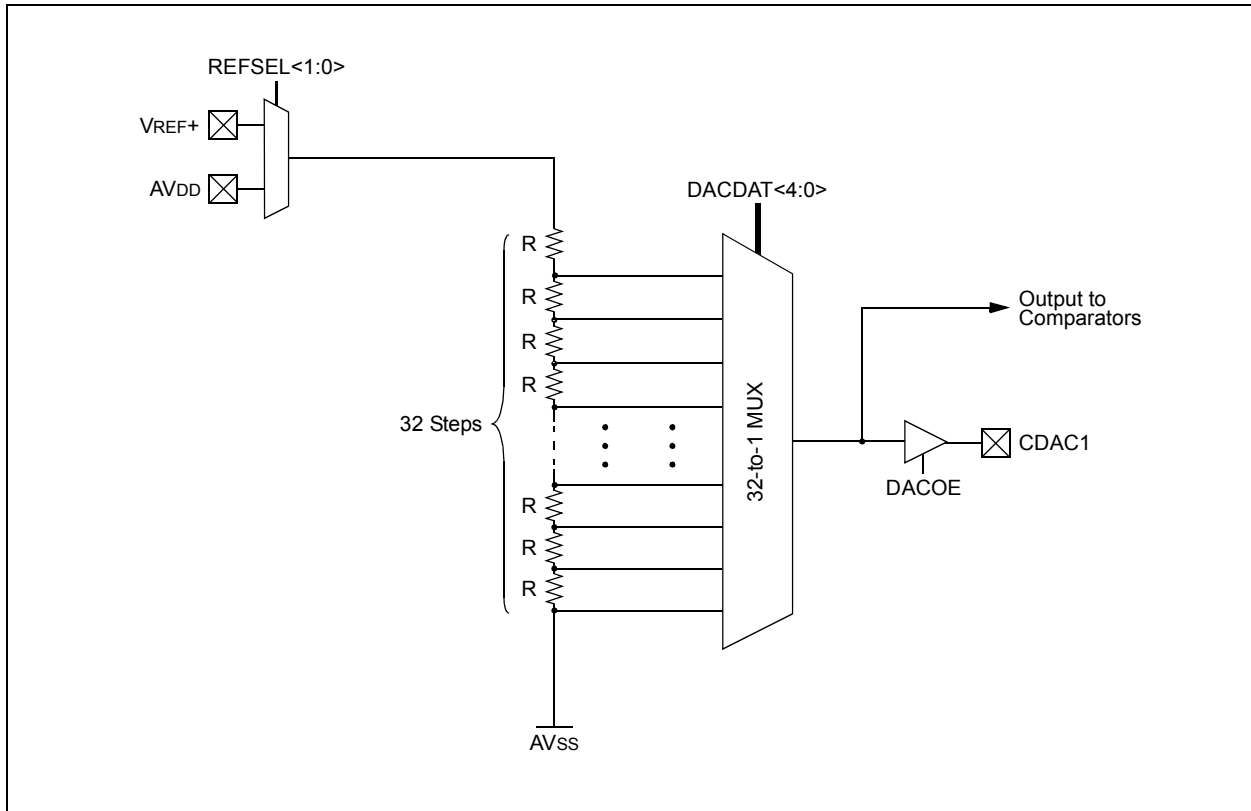 REFSEL<1:0>
VREF+
AVDD
DACDAT<4:0>
R
R
R
R
32 Steps
R
R
R
32-to-1 MUX
Output to
Comparators
CDAC1
DACOE
AVSS